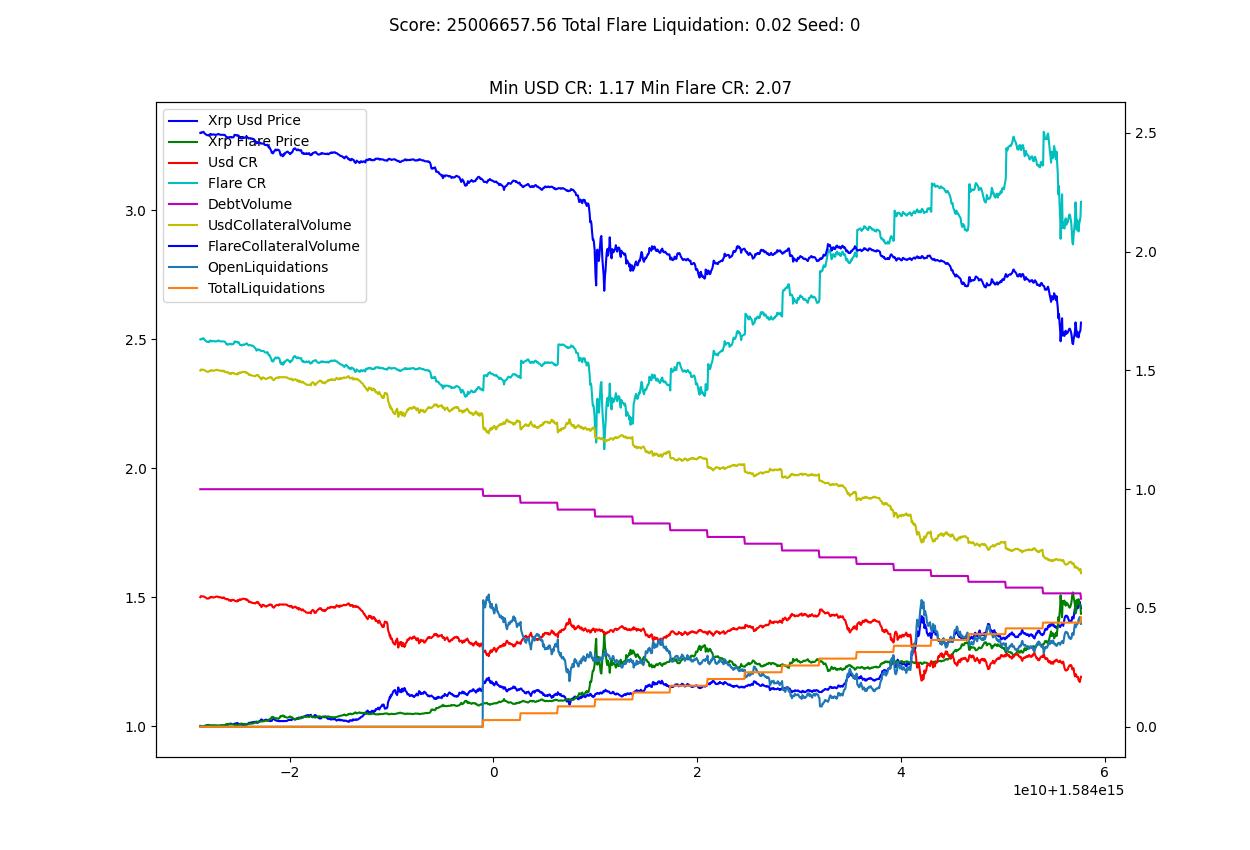 Score: 25006657.56 Total Flare Liquidation: 0.02 Seed: 0
Min USD CR: 1.17 Min Flare CR: 2.07
Xrp Usd Price
Xrp Flare Price
Usd CR
Flare CR
DebtVolume
UsdCollateralVolume
FlareCollateralVolume
OpenLiquidations
TotalLiquidations
3.0
2.5
2.0
1.5
1.0
2.5
2.0
1.5
1.0
0.5
0.0
−2
0
2
4
6
1e10+1.584e15